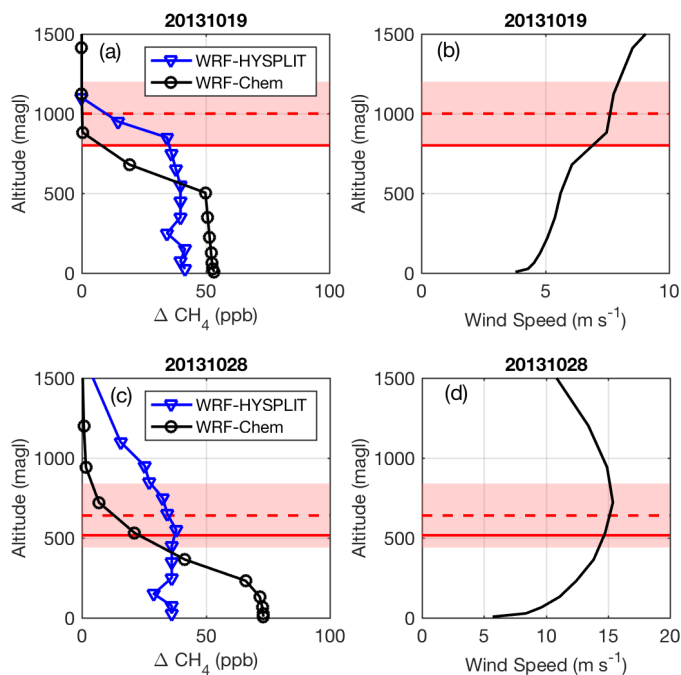 20131019
20131019
(a)
WRF-HYSPLIT
WRF-Chem
(b)
1500
1000
500
0
Altitude (magl)
0
50
100
Δ CH4 (ppb)
1500
1000
500
0
Altitude (magl)
0
5
10
Wind Speed (m s-1)
20131028
20131028
(c)
WRF-HYSPLIT
WRF-Chem
(d)
1500
1000
500
0
Altitude (magl)
0
50
100
Δ CH4 (ppb)
1500
1000
500
0
Altitude (magl)
0
5
10
15
20
Wind Speed (m s-1)